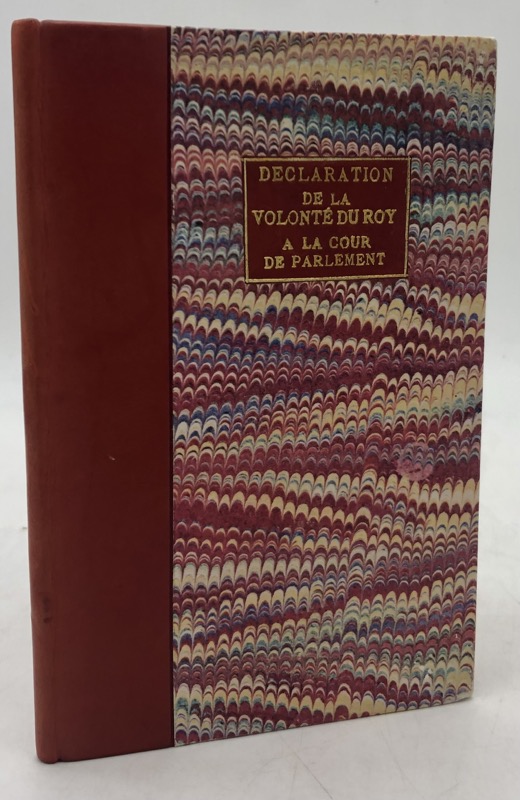 DECLARATION
DE LA
VOLONTÉ DU ROY
A LA COUR
DE PARLEMENT